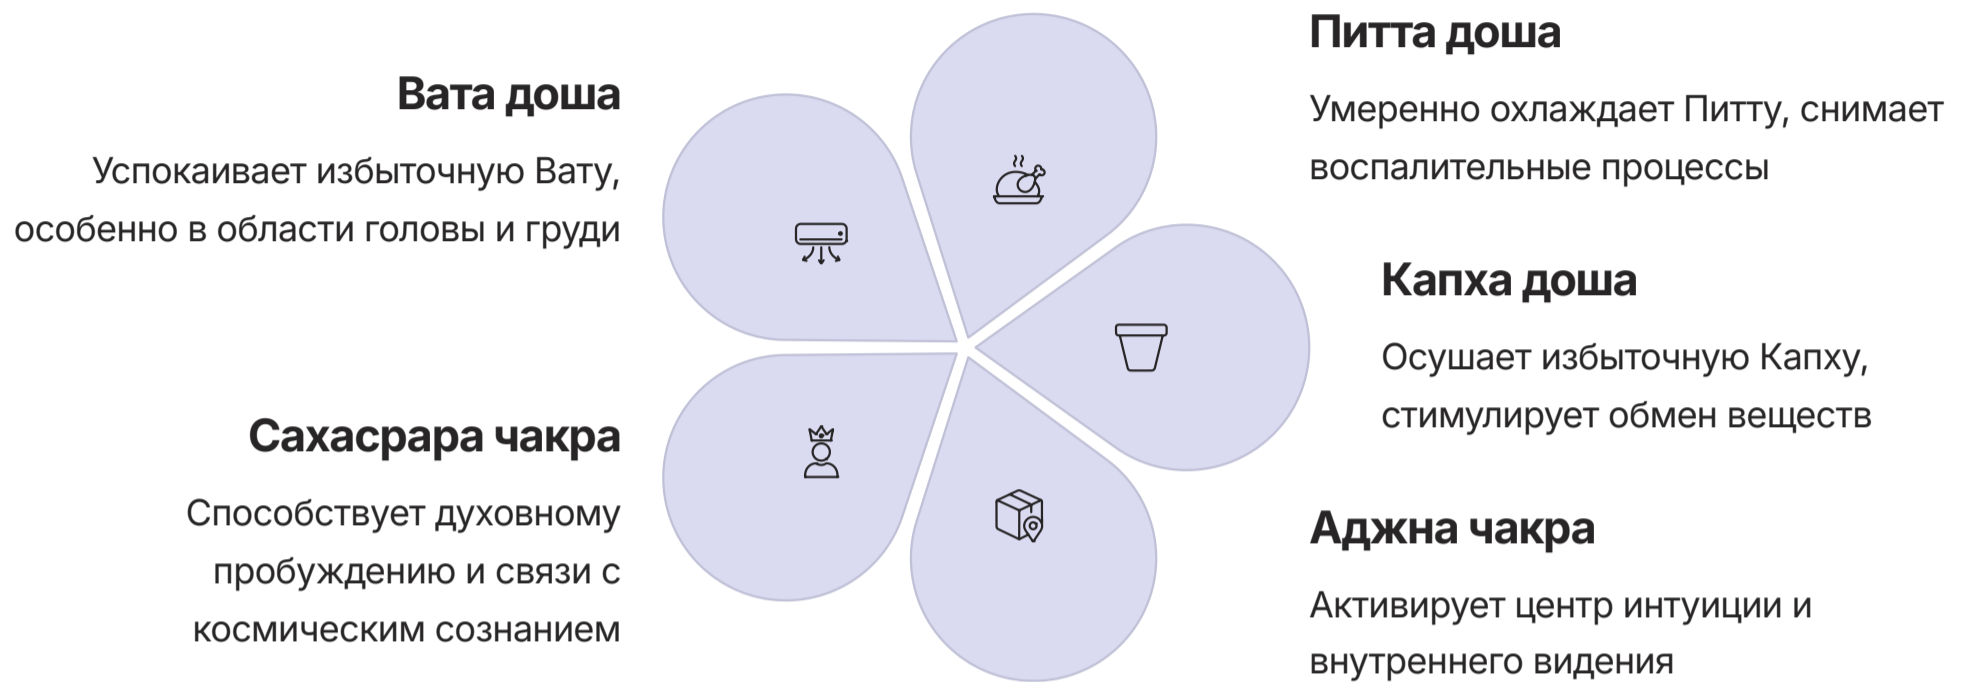 Вата доша
Успокаивает избыточную Вату,
особенно в области головы и груди
Питта доша
Умеренно охлаждает Питту, снимает
воспалительные процессы
Капха доша
Осушает избыточную Капху,
стимулирует обмен веществ
Сахасрара чакра
Способствует духовному
пробуждению и связи с
космическим сознанием
Аджна чакра
Активирует центр интуиции и
внутреннего видения